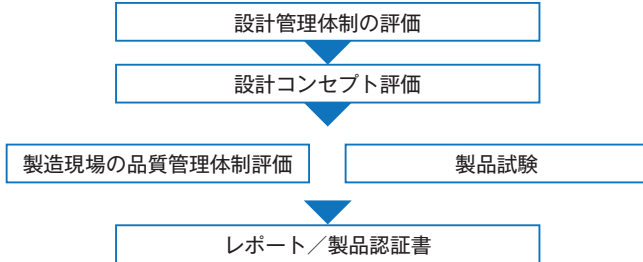 設計管理体制の評価
設計コンセプト評価
製造現場の品質管理体制評価
製品試験
レポート／製品認証書